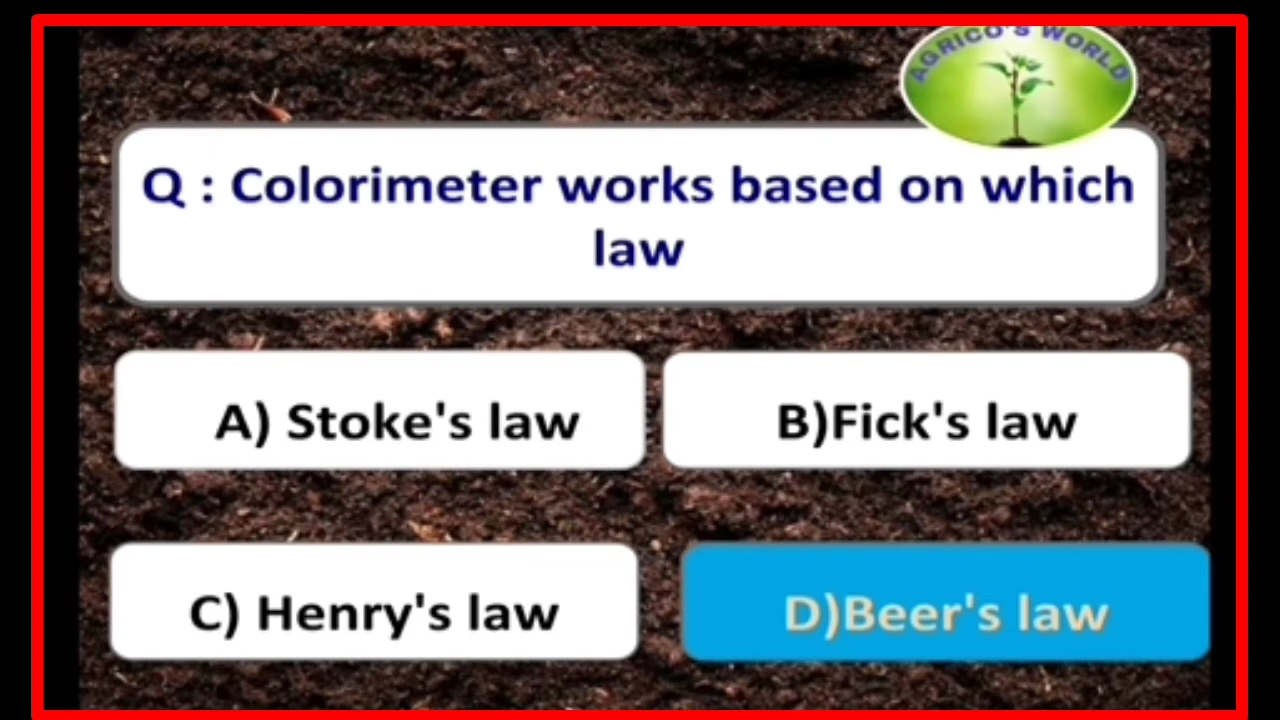 AGRICO'S WORLD
Q : Colorimeter works based on which
law
A) Stoke's law
B)Fick's law
C) Henry's law
D)Beer's law